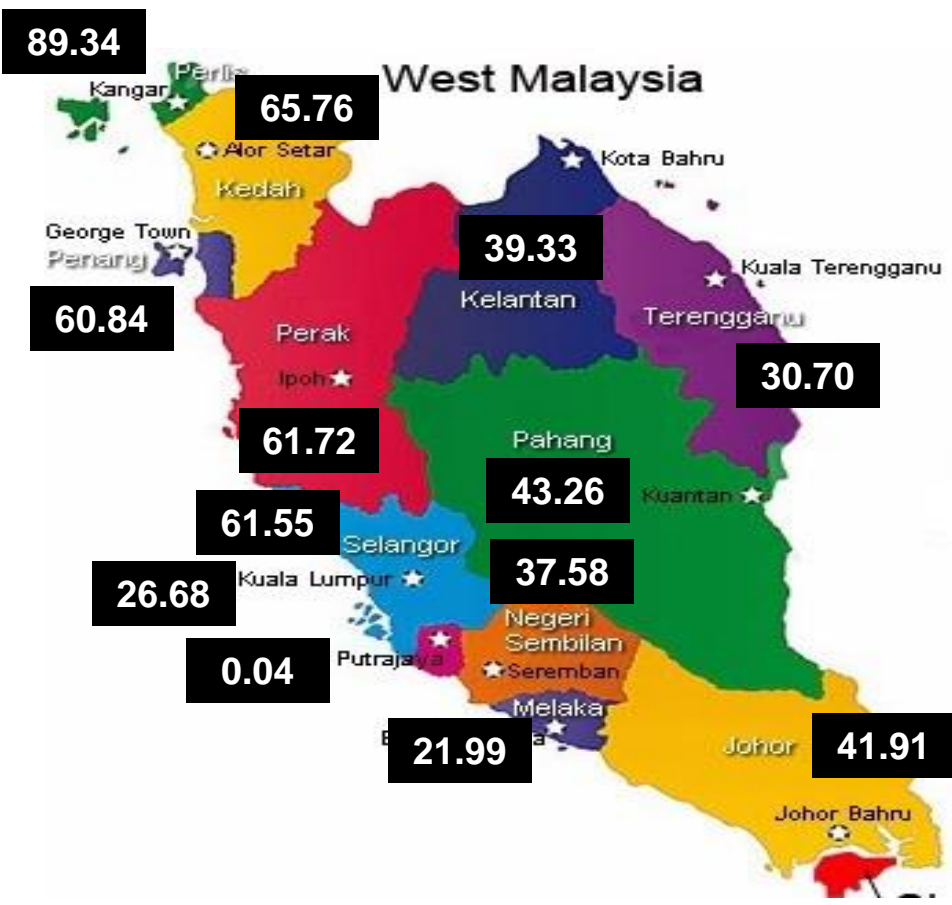 89.34
Perlis
West Malaysia
Kangar
65.76
Alor Setar
Kota Bahru
Kedah
George Town
Penang
39.33
Kuala Terengganu
Kelantan
60.84
Terengganu
Perak
Ipoh
30.70
61.72
Pahang
43.26
Kuantan
61.55
Selangor
37.58
26.68
Kuala Lumpur
Negeri
Sembilan
0.04
Putrajaya
Seremban
Melaka
21.99
Johor
41.91
Johor Bahru